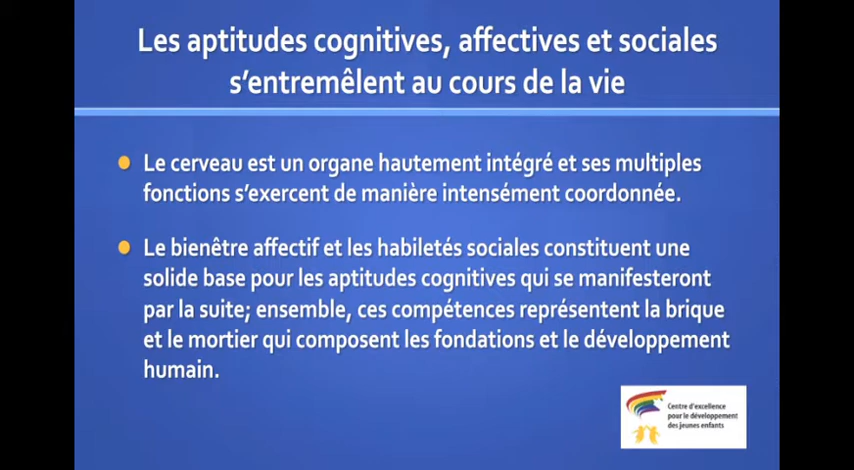 Les aptitudes cognitives, affectives et sociales
s'entremêlent au cours de la vie
Le cerveau est un organe hautement intégré et ses multiples
fonctions s'exercent de manière intensément coordonnée.
Le bienêtre affectif et les habiletés sociales constituent une
solide base pour les aptitudes cognitives qui se manifesteront
par la suite; ensemble, ces compétences représentent la brique
et le mortier qui composent les fondations et le développement
humain.
Centre d'excellence
pour le développement
des jeunes enfants